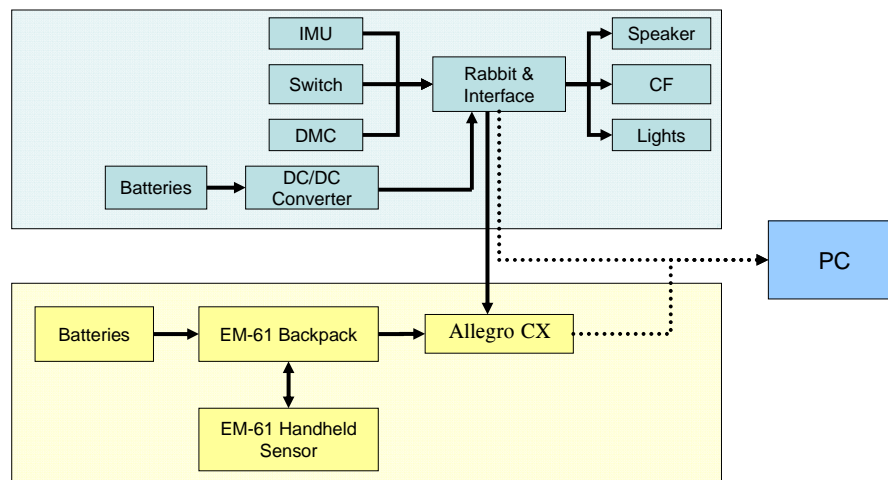 IMU
Speaker
Switch
Rabbit &
Interface
CF
DMC
Lights
Batteries
DC/DC
Converter
PC
Batteries
EM-61 Backpack
Allegro CX
EM-61 Handheld
Sensor